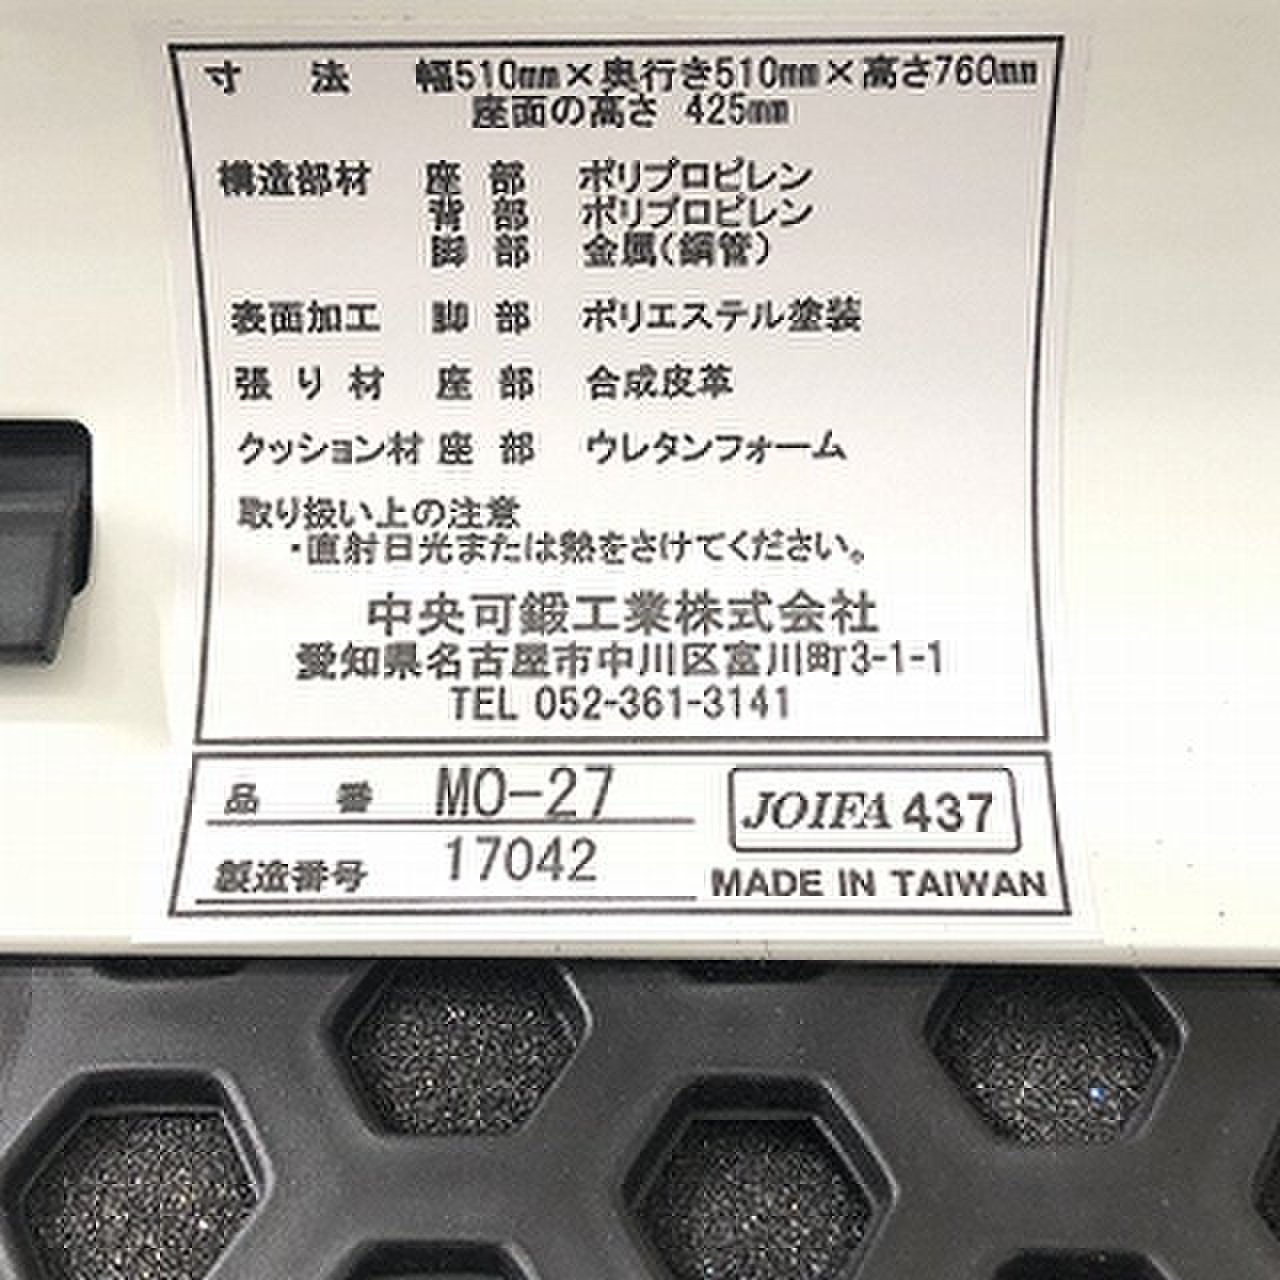 寸 法 幅510mm×奥行き510mm×高さ760mm
座面の高さ 425mm
構造部材 座 部 ポリプロピレン
背 部 ポリプロピレン
脚 部 金属(鋼管)
表面加工 脚 部 ポリエステル塗装
張 り 材 座 部 合成皮革
クッション材 座 部 ウレタンフォーム
取り扱い上の注意
・直射日光または熱をさけてください。
中央可鍛工業株式会社
愛知県名古屋市中川区富川町3-1-1
TEL 052-361-3141
品 番 MO-27
製造番号 17042
JOIFA 437
MADE IN TAIWAN